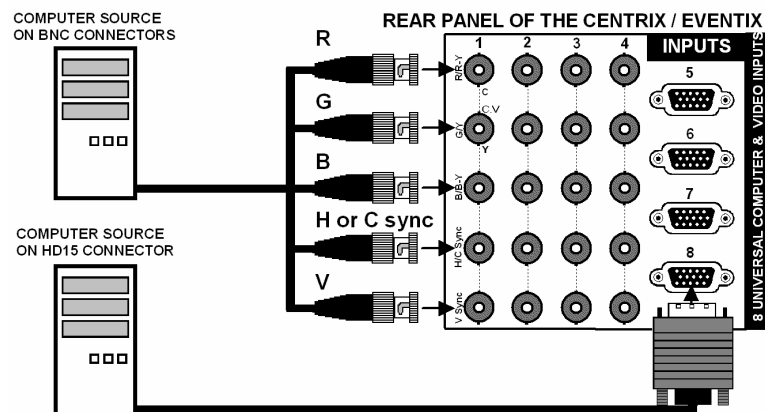 COMPUTER SOURCE
ON BNC CONNECTORS
REAR PANEL OF THE CENTRIX / EVENTIX
R
G
B
H or C sync
V
1 2 3 4
INPUTS
R/R-Y
C
C.V
G/Y
Y
B/B-Y
H/C Sync
V Sync
5
6
7
8
8 UNIVERSAL COMPUTER & VIDEO INPUTS
COMPUTER SOURCE
ON HD15 CONNECTOR